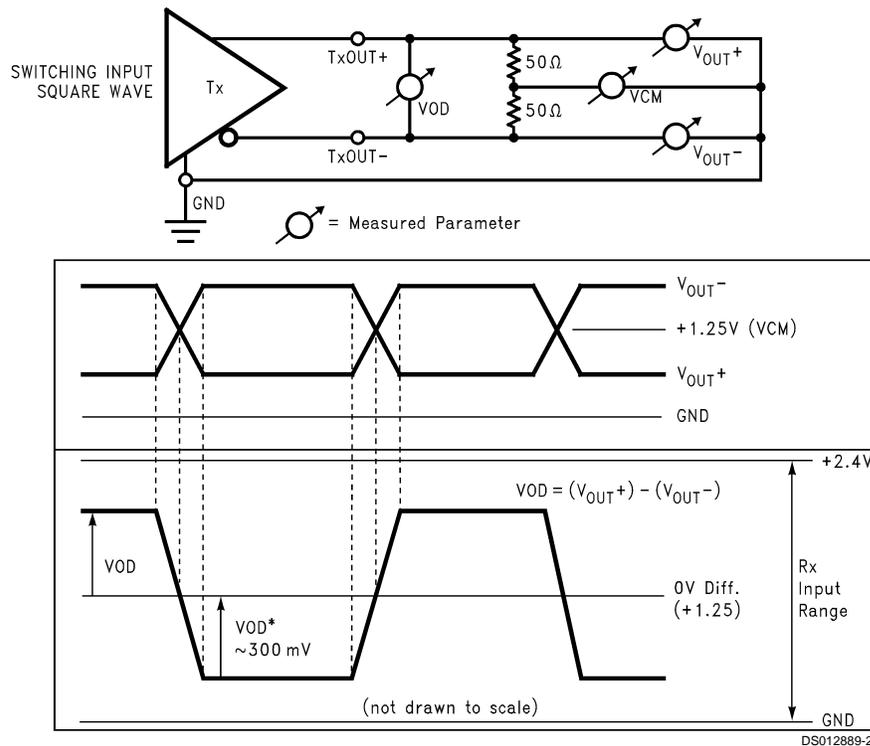 SWITCHING INPUT
SQUARE WAVE
Tx
TxOUT+
TxOUT-
VOD
50Ω
50Ω
VCM
VOUT+
VOUT-
GND
= Measured Parameter
VOUT-
+1.25V (VCM)
VOUT+
GND
+2.4V
VOD = (VOUT+) - (VOUT-)
VOD
VOD*
~300 mV
0V Diff.
(+1.25)
Rx
Input
Range
(not drawn to scale)
GND
DS012889-2